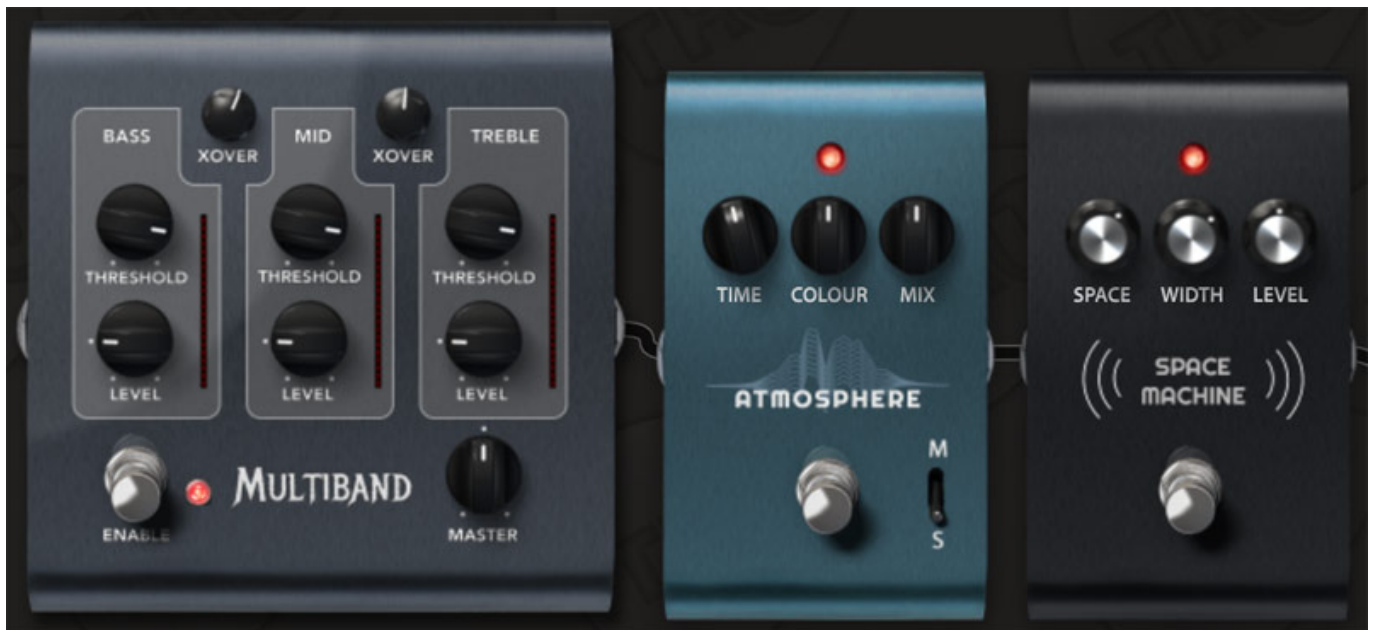 BASS
XOVER
MID
XOVER
TREBLE
THRESHOLD
THRESHOLD
THRESHOLD
LEVEL
LEVEL
LEVEL
ENABLE
MULTIBAND
MASTER
TIME
COLOUR
MIX
ATMOSPHERE
M
S
SPACE
WIDTH
LEVEL
SPACE
MACHINE